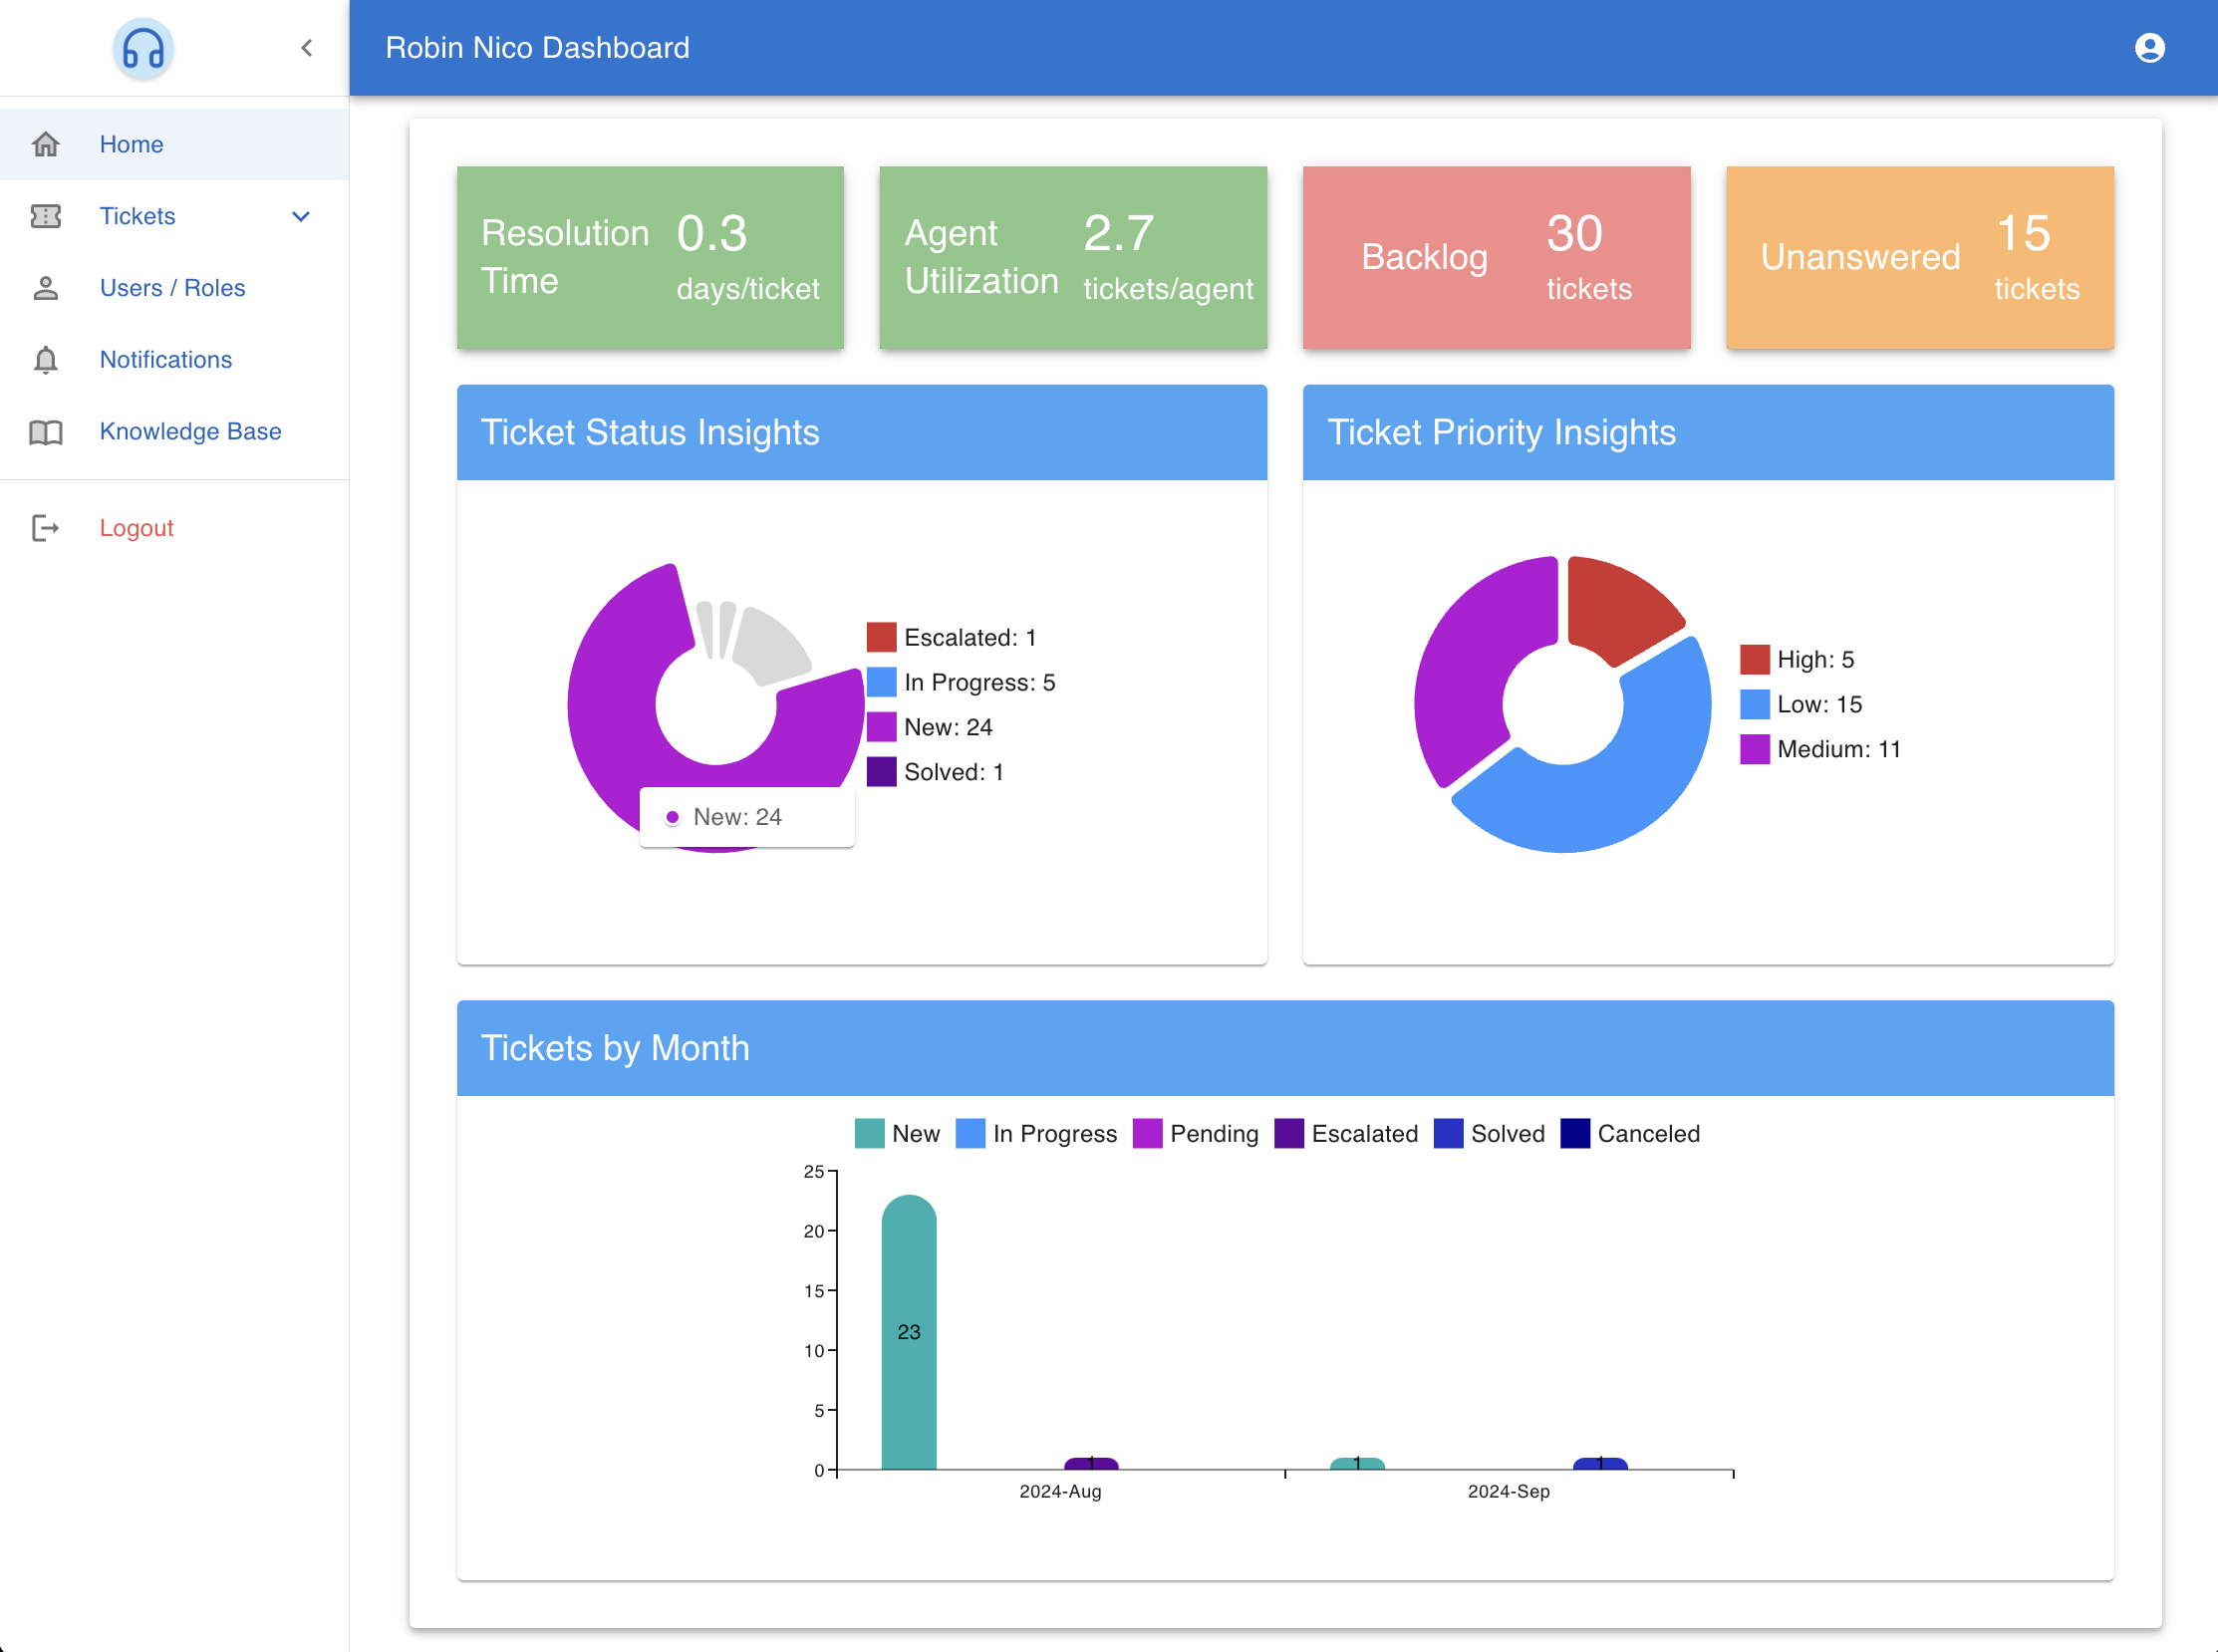 Robin Nico Dashboard
Home
Tickets
Users / Roles
Notifications
Knowledge Base
Logout
Resolution
Time
0.3
days/ticket
Agent
Utilization
2.7
tickets/agent
Backlog
30
tickets
Unanswered
15
tickets
Ticket Status Insights
Escalated: 1
In Progress: 5
New: 24
Solved: 1
New: 24
Ticket Priority Insights
High: 5
Low: 15
Medium: 11
Tickets by Month
New In Progress Pending Escalated Solved Canceled
25
20
15
10
5
0
23
1
1
1
2024-Aug
2024-Sep